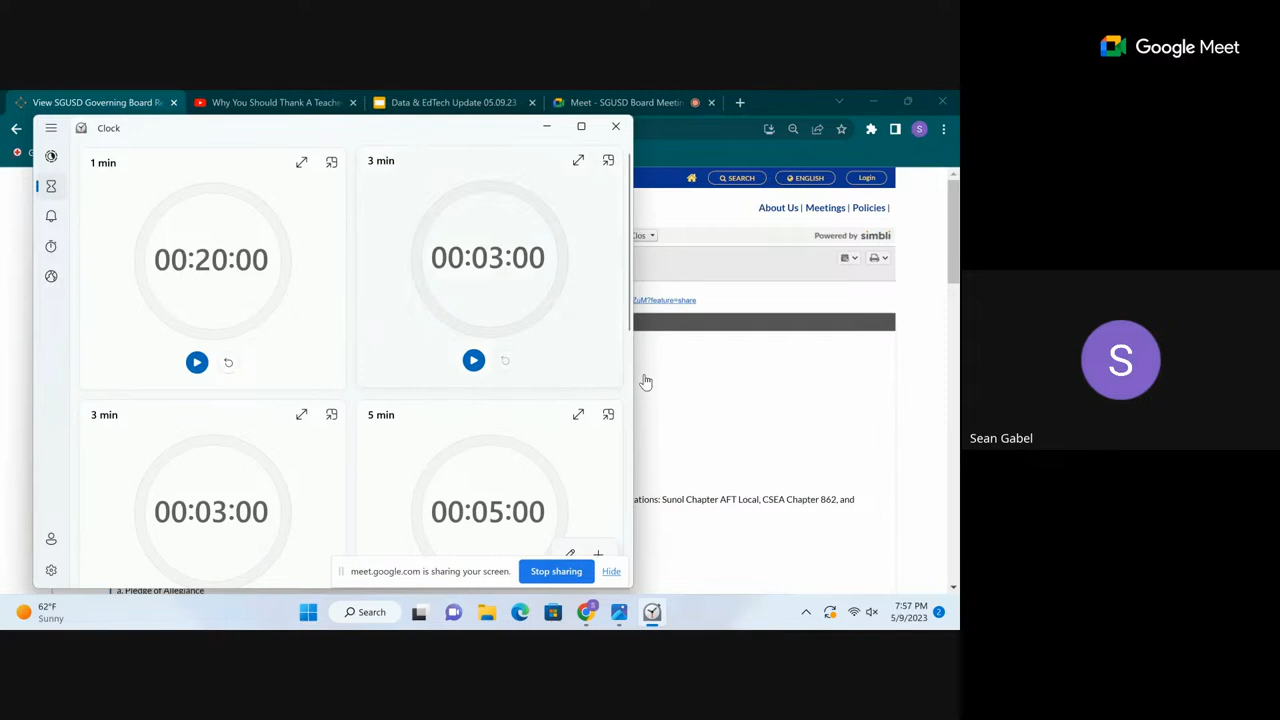 Google Meet
View SGUSD Governing Board Re
Why You Should Thank A Teache
Data & EdTech Update 05.09.23
Meet - SGUSD Board Meetin
Clock
1 min
00:20:00
3 min
00:03:00
3 min
00:03:00
5 min
00:05:00
SEARCH
ENGLISH
Login
About Us | Meetings | Policies |
Clos
Powered by simbli
ZuM?feature=share
ations: Sunol Chapter AFT Local, CSEA Chapter 862, and
a. Pledge of Allegiance
meet.google.com is sharing your screen.
Stop sharing
Hide
62°F
Sunny
Search
7:57 PM
5/9/2023
2
S
Sean Gabel